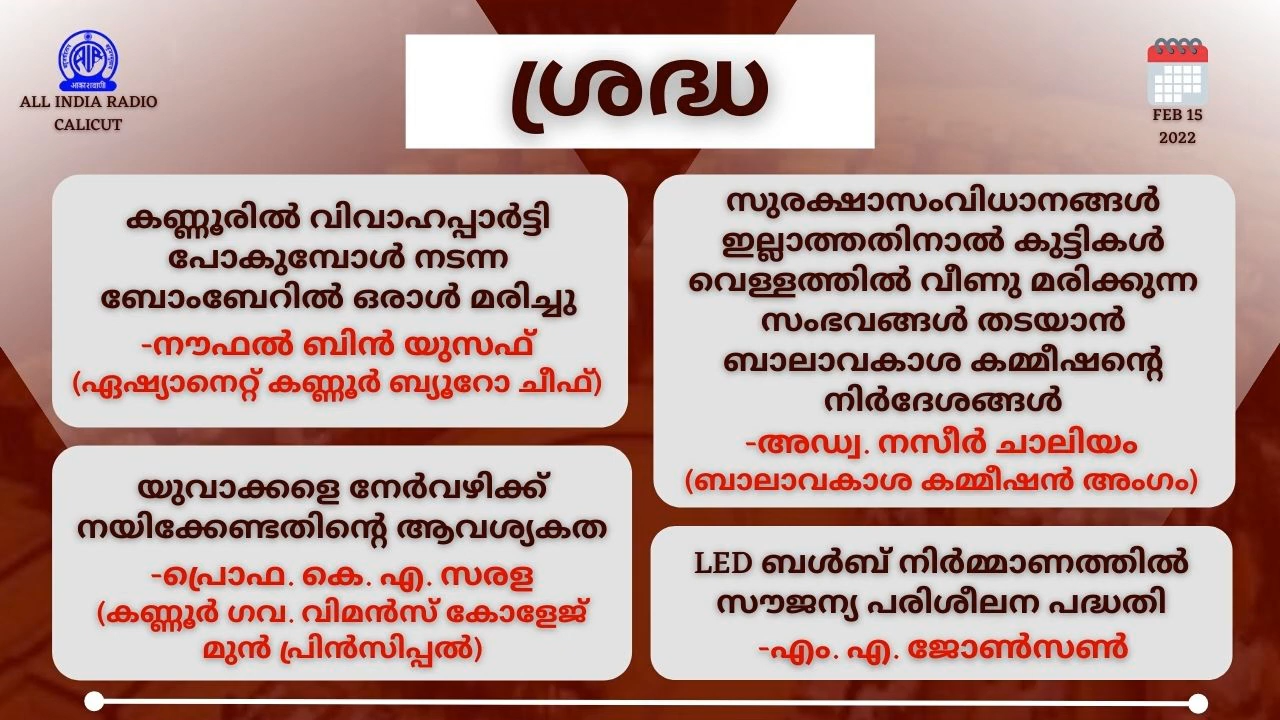 आकाशवाणी
ALL INDIA RADIO
CALICUT
ശ്രദ്ധ
FEB 15
2022
കണ്ണൂരിൽ വിവാഹപ്പാർട്ടി
പോകുമ്പോൾ നടന്ന
ബോംബേറിൽ ഒരാൾ മരിച്ചു
-നൗഫൽ ബിൻ യുസഫ്
(ഏഷ്യാനെറ്റ് കണ്ണൂർ ബ്യൂറോ ചീഫ്)
സുരക്ഷാസംവിധാനങ്ങൾ
ഇല്ലാത്തതിനാൽ കുട്ടികൾ
വെള്ളത്തിൽ വീണു മരിക്കുന്ന
സംഭവങ്ങൾ തടയാൻ
ബാലാവകാശ കമ്മീഷന്റെ
നിർദേശങ്ങൾ
-അഡ്വ. നസീർ ചാലിയം
(ബാലാവകാശ കമ്മീഷൻ അംഗം)
യുവാക്കളെ നേർവഴിക്ക്
നയിക്കേണ്ടതിന്റെ ആവശ്യകത
-പ്രൊഫ. കെ. എ. സരള
(കണ്ണൂർ ഗവ. വിമൻസ് കോളേജ്
മുൻ പ്രിൻസിപ്പൽ)
LED ബൾബ് നിർമ്മാണത്തിൽ
സൗജന്യ പരിശീലന പദ്ധതി
-എം. എ. ജോൺസൺ